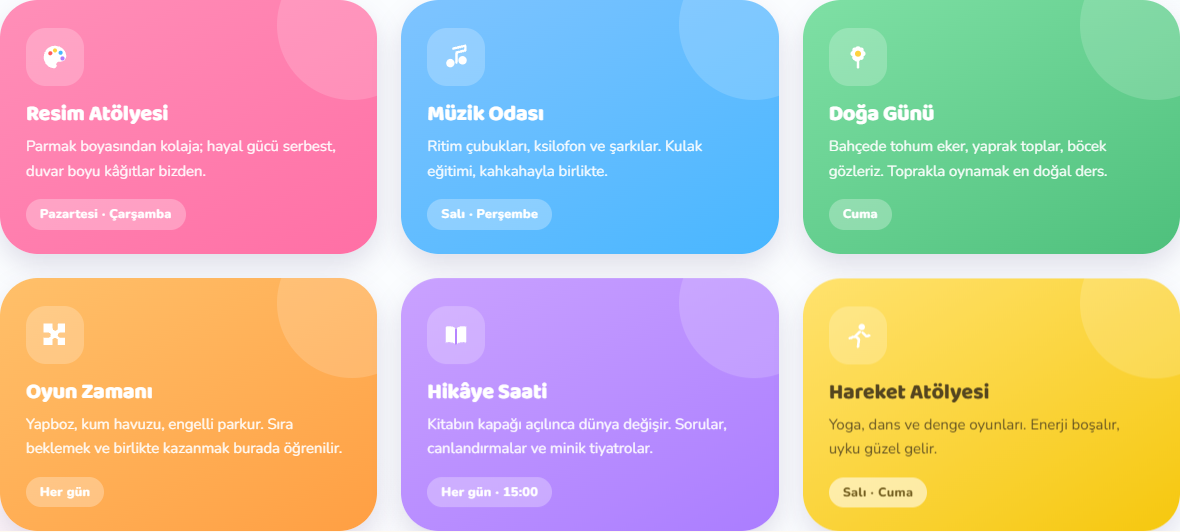 Resim Atölyesi
Parmak boyasından kolaja; hayal gücü serbest,
duvar boyu kâğıtlar bizden.
Pazartesi · Çarşamba
Müzik Odası
Ritim çubukları, ksilofon ve şarkılar. Kulak
eğitimi, kahkahayla birlikte.
Salı · Perşembe
Doğa Günü
Bahçede tohum eker, yaprak toplar, böcek
gözleriz. Toprakla oynamak en doğal ders.
Cuma
Oyun Zamanı
Yapboz, kum havuzu, engelli parkur. Sıra
beklemek ve birlikte kazanmak burada öğrenilir.
Her gün
Hikâye Saati
Kitabın kapağı açılınca dünya değişir. Sorular,
canlandırmalar ve minik tiyatrolar.
Her gün · 15:00
Hareket Atölyesi
Yoga, dans ve denge oyunları. Enerji boşalır,
uyku güzel gelir.
Salı · Cuma